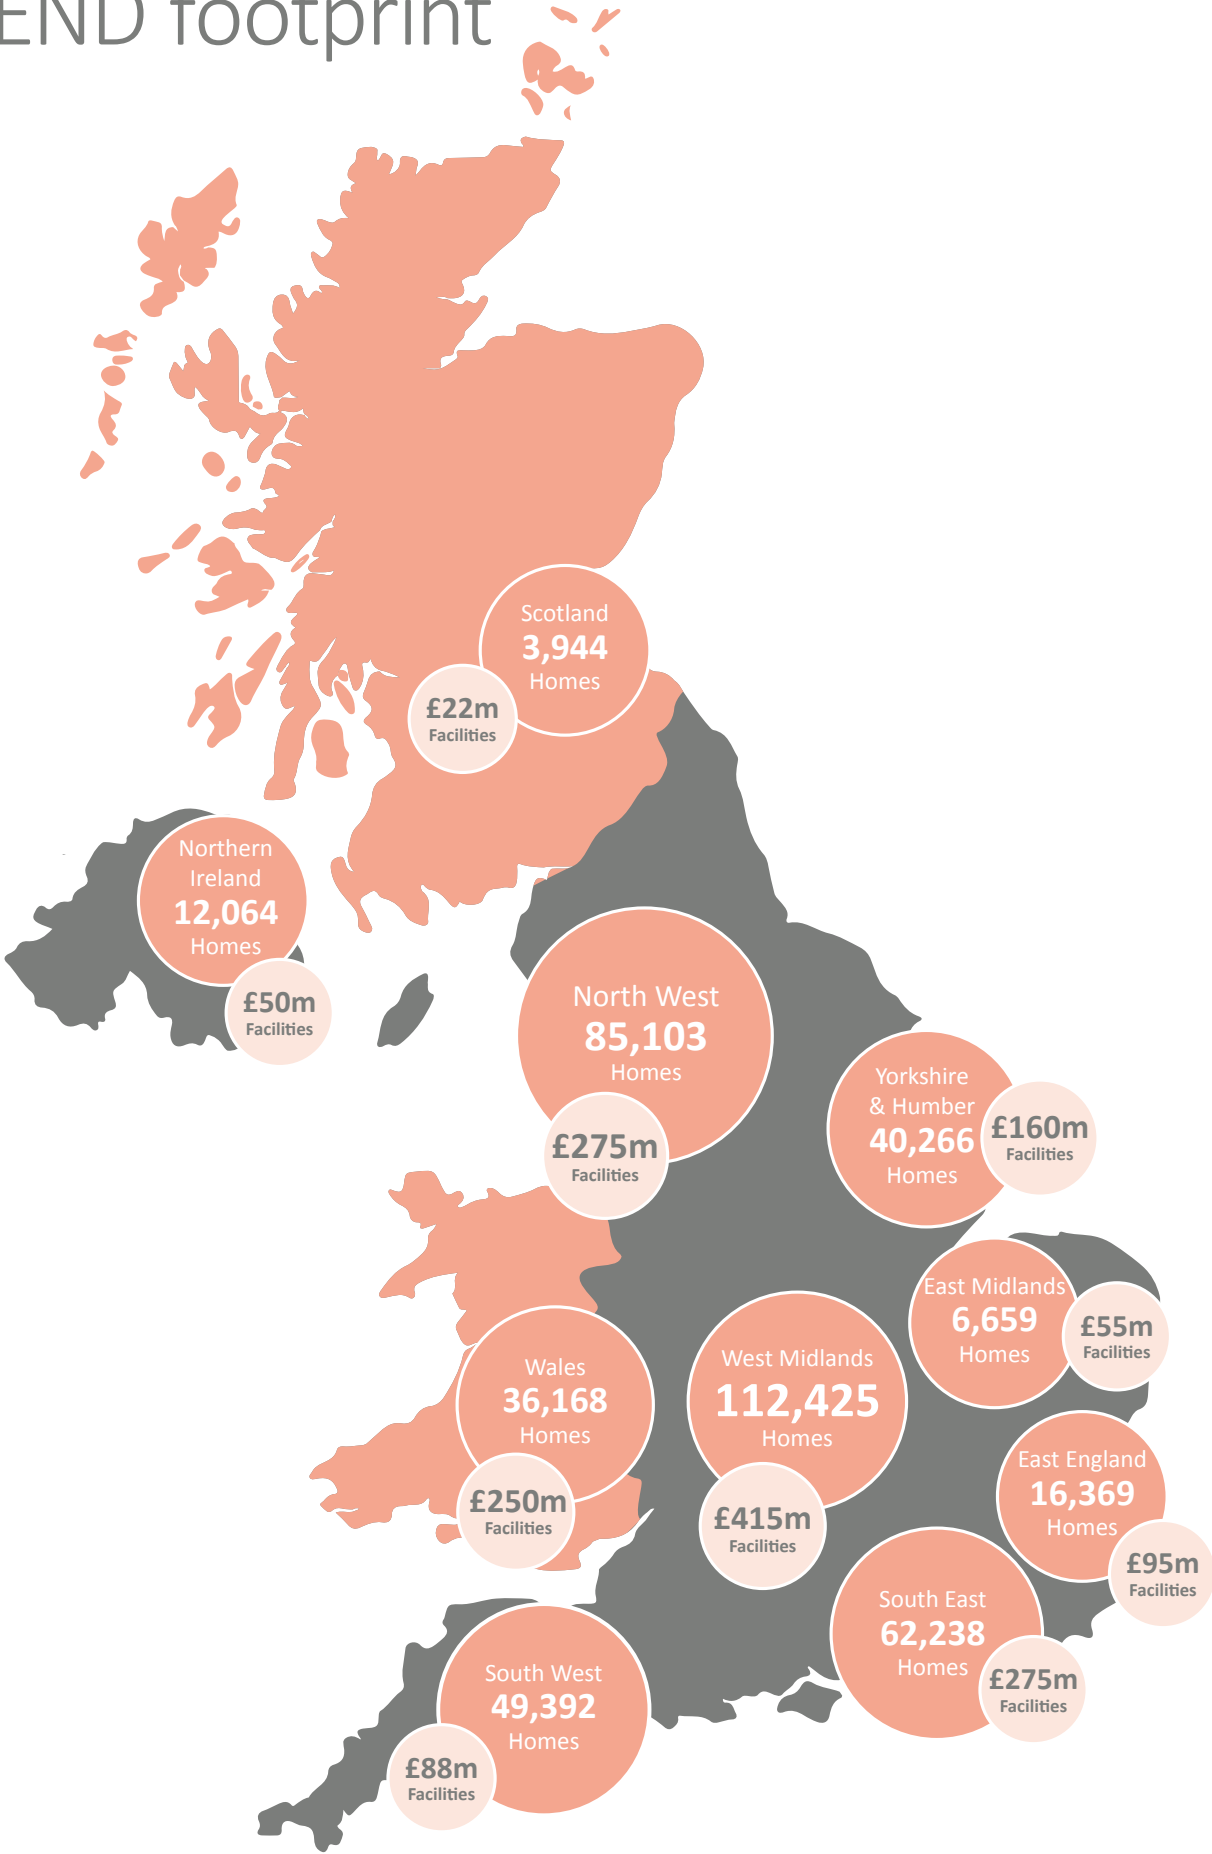 END footprint
Scotland
3,944
Homes
£22m
Facilities
Northern
Ireland
12,064
Homes
£50m
Facilities
North West
85,103
Homes
£275m
Facilities
Yorkshire
& Humber
40,266
Homes
£160m
Facilities
East Midlands
6,659
Homes
£55m
Facilities
Wales
36,168
Homes
£250m
Facilities
West Midlands
112,425
Homes
£415m
Facilities
East England
16,369
Homes
£95m
Facilities
South East
62,238
Homes
£275m
Facilities
South West
49,392
Homes
£88m
Facilities